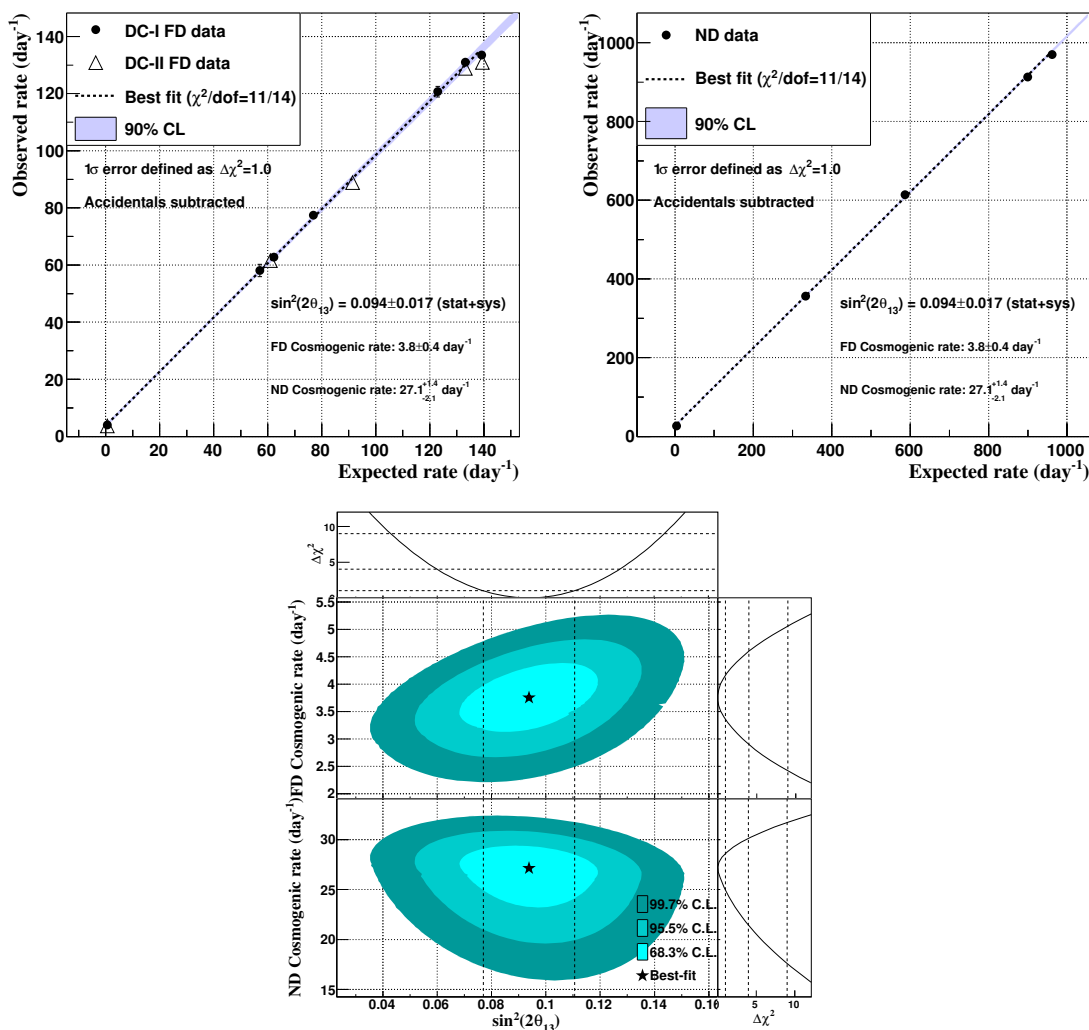 DC-I FD data
DC-II FD data
Best fit (χ²/dof=11/14)
90% CL
1σ error defined as Δχ²=1.0
Accidentals subtracted
sin²(2θ₁₃) = 0.094±0.017 (stat+sys)
FD Cosmogenic rate: 3.8±0.4 day⁻¹
ND Cosmogenic rate: 27.1 +1.4 -2.1 day⁻¹
Observed rate (day⁻¹)
140
120
100
80
60
40
20
0
0 20 40 60 80 100 120 140
Expected rate (day⁻¹)
ND data
Best fit (χ²/dof=11/14)
90% CL
1σ error defined as Δχ²=1.0
Accidentals subtracted
sin²(2θ₁₃) = 0.094±0.017 (stat+sys)
FD Cosmogenic rate: 3.8±0.4 day⁻¹
ND Cosmogenic rate: 27.1 +1.4 -2.1 day⁻¹
Observed rate (day⁻¹)
1000
800
600
400
200
0
0 200 400 600 800 1000
Expected rate (day⁻¹)
Δχ²
10
5
FD Cosmogenic rate (day⁻¹)
5.5
5
4.5
4
3.5
3
2.5
2
ND Cosmogenic rate (day⁻¹)
30
25
20
15
99.7% C.L.
95.5% C.L.
68.3% C.L.
Best-fit
0.04 0.06 0.08 0.1 0.12 0.14 0.16
sin²(2θ₁₃)
5 10
Δχ²